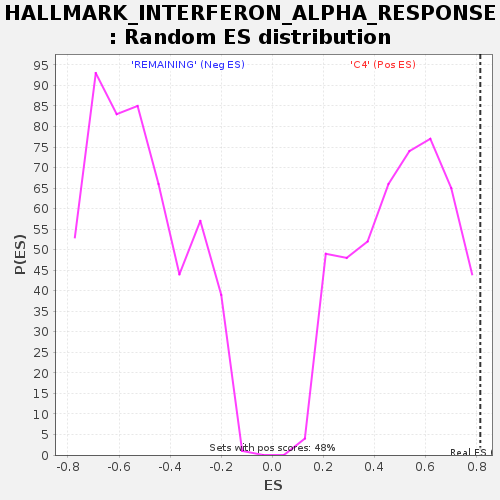 HALLMARK_INTERFERON_ALPHA_RESPONSE
: Random ES distribution
'REMAINING' (Neg ES)
'C4' (Pos ES)
95
90
85
80
75
70
65
60
55
50
45
40
35
30
25
20
15
10
5
0
P(ES)
Sets with pos scores: 48%
Real ES
-0.8 -0.6 -0.4 -0.2 0.0 0.2 0.4 0.6 0.8
ES